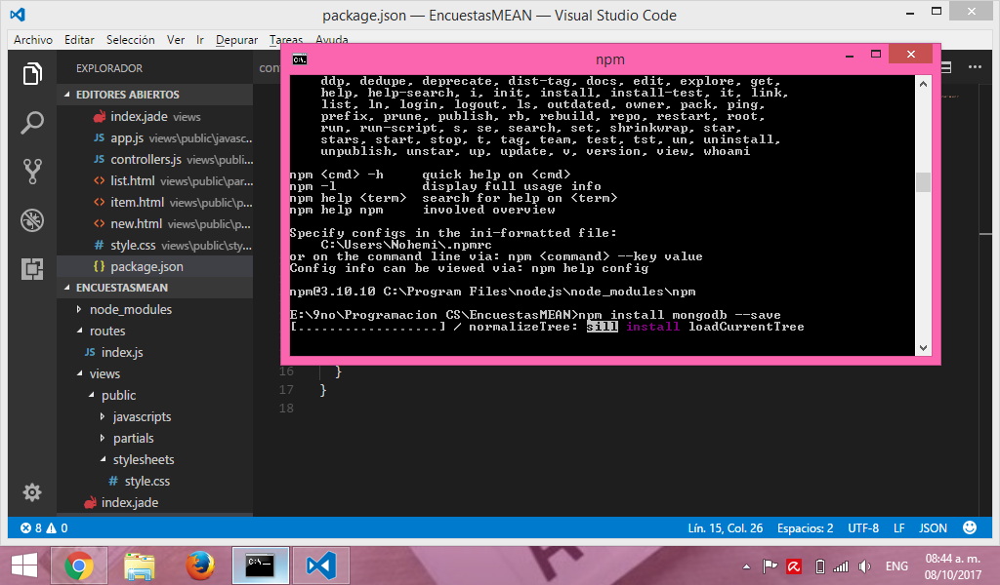 package.json — EncuestasMEAN — Visual Studio Code
Archivo Editar Selección Ver Ir Depurar Tareas Ayuda
EXPLORADOR
EDITORES ABIERTOS
index.jade views
JS app.js views\public\javasc...
JS controllers.js views\publi...
<> list.html views\public\par...
<> item.html views\public\p...
<> new.html views\public\p...
# style.css views\public\sty...
{} package.json
ENCUESTASMEAN
node_modules
routes
JS index.js
views
public
javascripts
partials
stylesheets
# style.css
index.jade
npm
ddp, dedupe, deprecate, dist-tag, docs, edit, explore, get,
help, help-search, i, init, install, install-test, it, link,
list, ln, login, logout, ls, outdated, owner, pack, ping,
prefix, prune, publish, rb, rebuild, repo, restart, root,
run, run-script, s, se, search, set, shrinkwrap, star,
stars, start, stop, t, tag, team, test, tst, un, uninstall,
unpublish, unstar, up, update, v, version, view, whoami
npm <cmd> -h quick help on <cmd>
npm -l display full usage info
npm help <term> search for help on <term>
npm help npm involved overview
Specify configs in the ini-formatted file:
C:\Users\Nohemi\.npmrc
or on the command line via: npm <command> --key value
Config info can be viewed via: npm help config
npm@3.10.10 C:\Program Files\nodejs\node_modules\npm
E:\9no\Programacion CS\EncuestasMEAN>npm install mongodb --save
[..................] / normalizeTree: sill install loadCurrentTree
16 }
17 }
18
8 0 Lín. 15, Col. 26 Espacios: 2 UTF-8 LF JSON
ENG
08:44 a. m.
08/10/2017